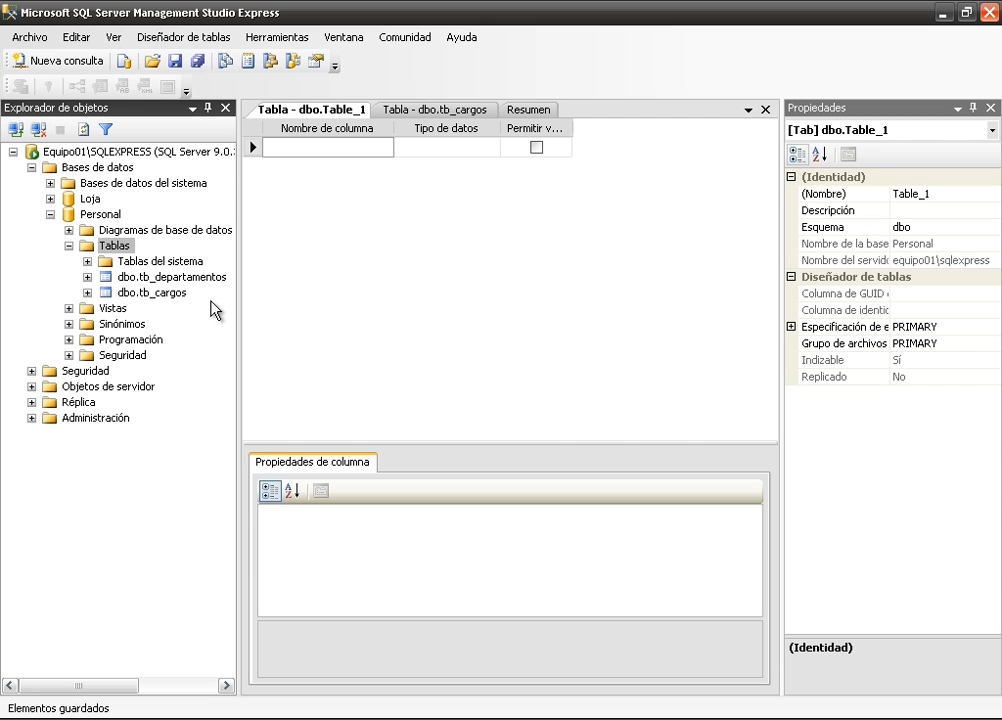 Microsoft SQL Server Management Studio Express
Archivo Editar Ver Diseñador de tablas Herramientas Ventana Comunidad Ayuda
Nueva consulta
Explorador de objetos
Equipo01\SQLEXPRESS (SQL Server 9.0.
Bases de datos
Bases de datos del sistema
Loja
Personal
Diagramas de base de datos
Tablas
Tablas del sistema
dbo.tb_departamentos
dbo.tb_cargos
Vistas
Sinónimos
Programación
Seguridad
Seguridad
Objetos de servidor
Réplica
Administración
Tabla - dbo.Table_1 Tabla - dbo.tb_cargos Resumen
Nombre de columna Tipo de datos Permitir v...
Propiedades de columna
Propiedades
[Tab] dbo.Table_1
(Identidad)
(Nombre) Table_1
Descripción
Esquema dbo
Nombre de la base Personal
Nombre del servid equipo01\sqlexpress
Diseñador de tablas
Columna de GUID
Columna de identic
Especificación de e PRIMARY
Grupo de archivos PRIMARY
Indizable Sí
Replicado No
(Identidad)
Elementos guardados